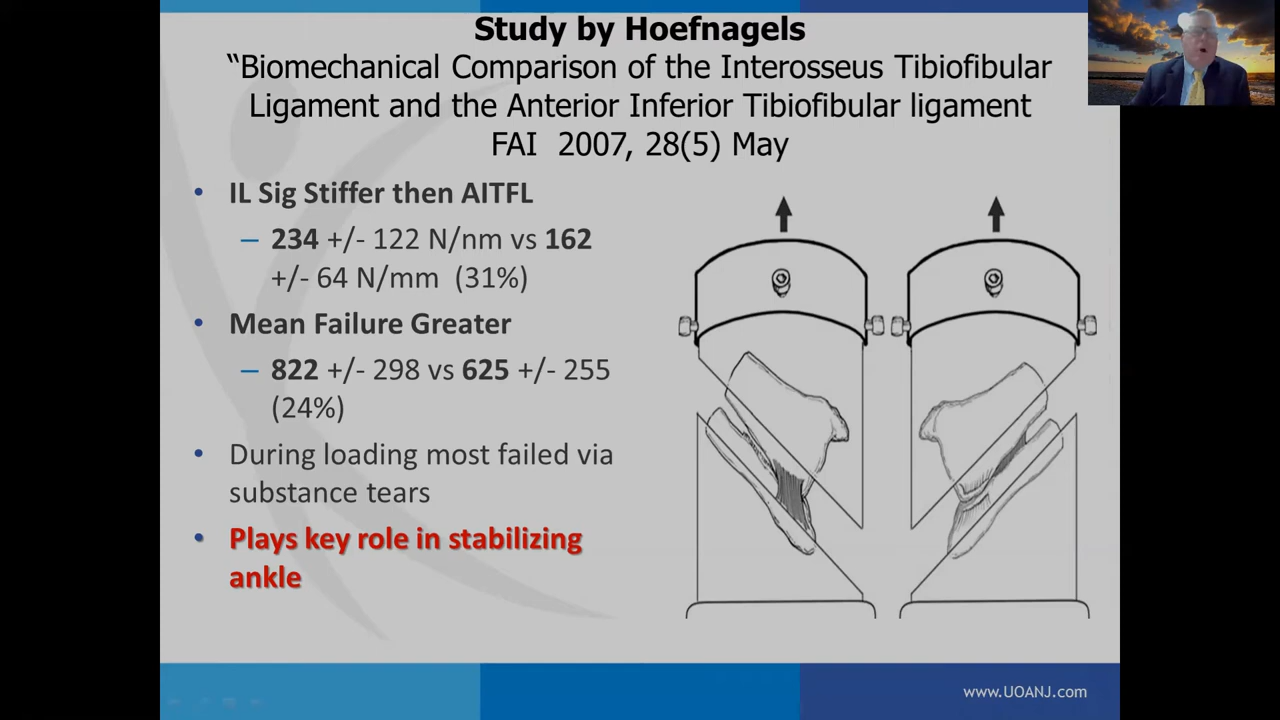 Study by Hoefnagels
“Biomechanical Comparison of the Interosseus Tibiofibular
Ligament and the Anterior Inferior Tibiofibular ligament
FAI 2007, 28(5) May
• IL Sig Stiffer then AITFL
– 234 +/- 122 N/nm vs 162
+/- 64 N/mm (31%)
• Mean Failure Greater
– 822 +/- 298 vs 625 +/- 255
(24%)
• During loading most failed via
substance tears
• Plays key role in stabilizing
ankle
www.UOANJ.com